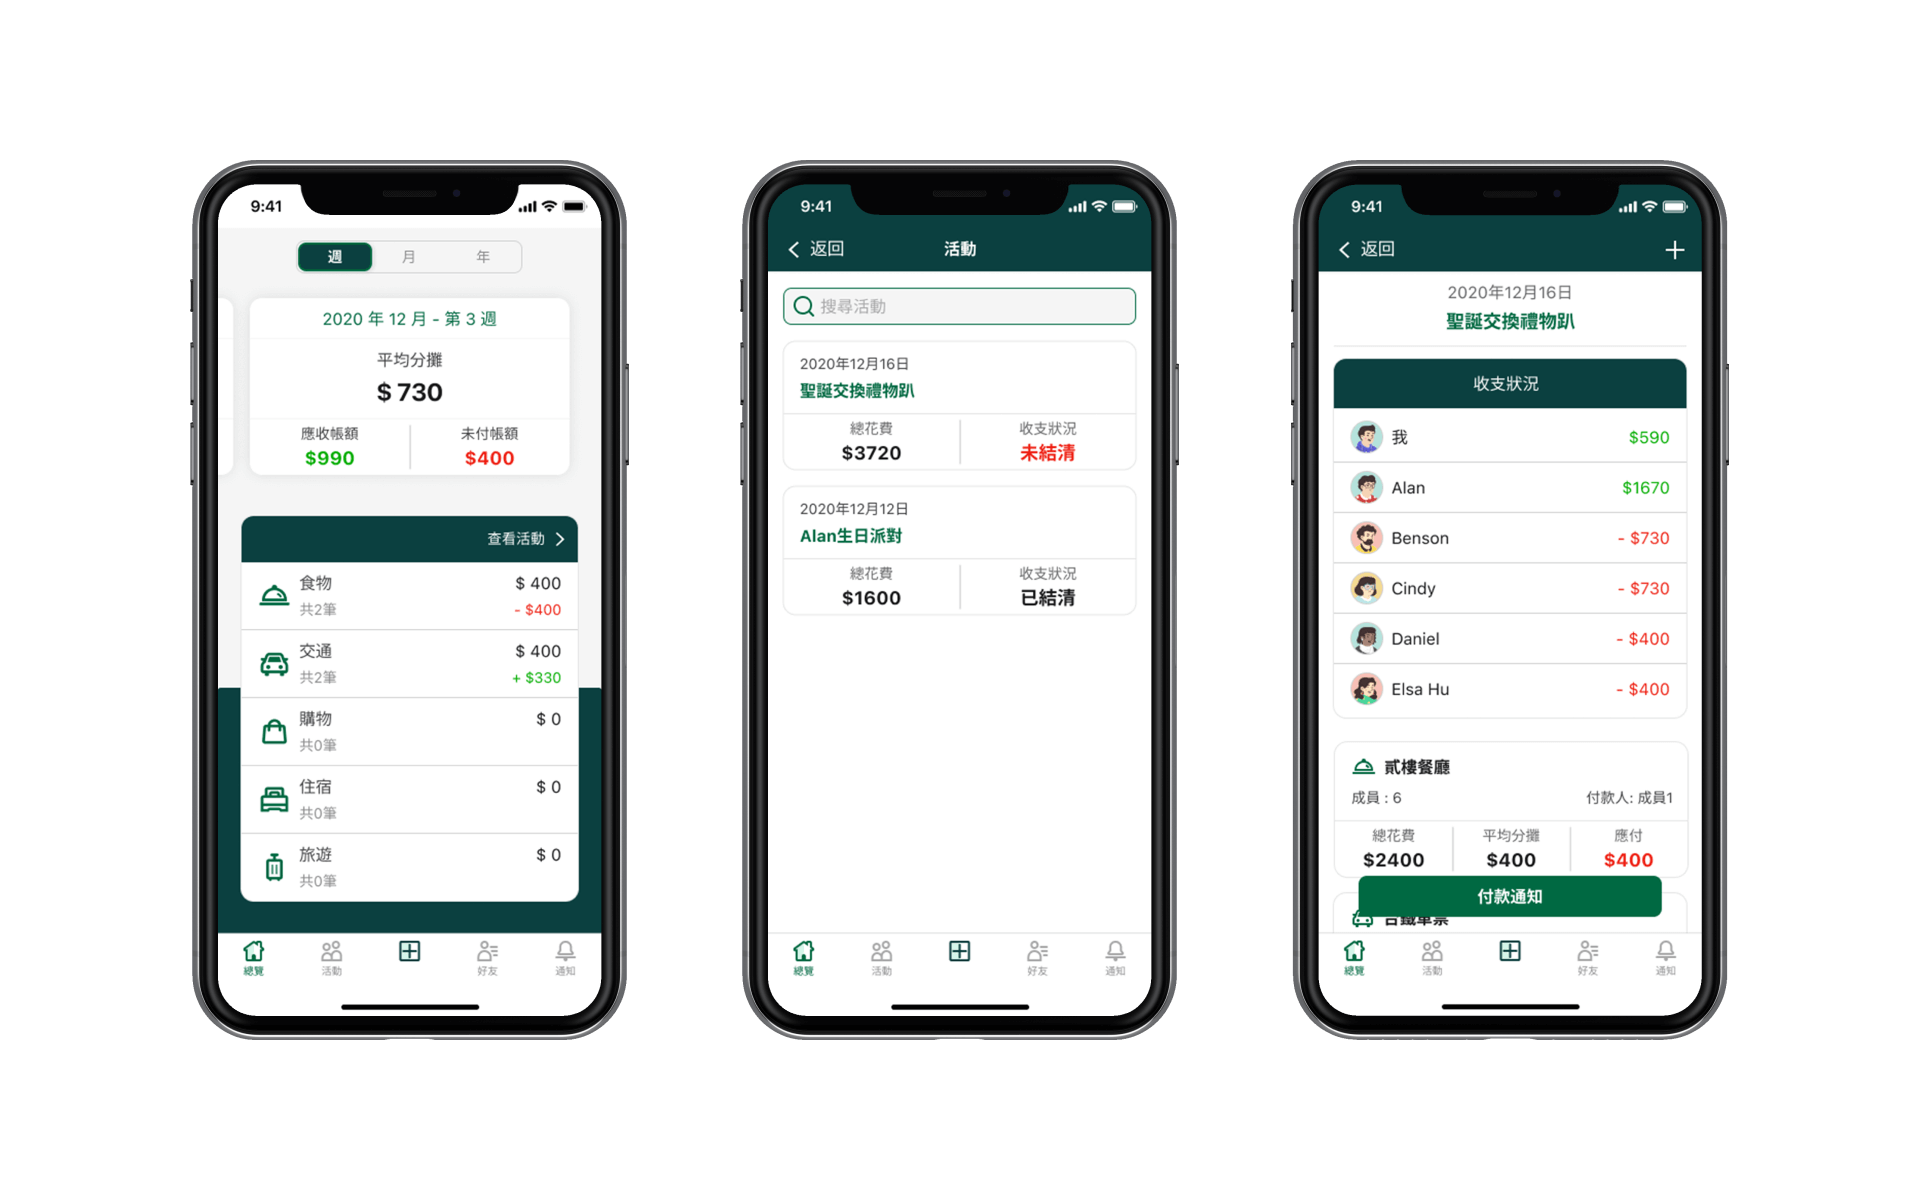 9:41
週 月 年
2020 年 12 月 - 第 3 週
平均分攤
$ 730
應收帳額 未付帳額
$990 $400
查看活動
食物 $ 400
共2筆 - $400
交通 $ 400
共2筆 + $330
購物 $ 0
共0筆
住宿 $ 0
共0筆
旅遊 $ 0
共0筆
總覽 活動 好友 通知
9:41
返回 活動
搜尋活動
2020年12月16日
聖誕交換禮物趴
總花費 收支狀況
$3720 未結清
2020年12月12日
Alan生日派對
總花費 收支狀況
$1600 已結清
總覽 活動 好友 通知
9:41
返回
2020年12月16日
聖誕交換禮物趴
收支狀況
我 $590
Alan $1670
Benson - $730
Cindy - $730
Daniel - $400
Elsa Hu - $400
貳樓餐廳
成員 : 6 付款人: 成員1
總花費 平均分攤 應付
$2400 $400 $400
付款通知
總覽 活動 好友 通知